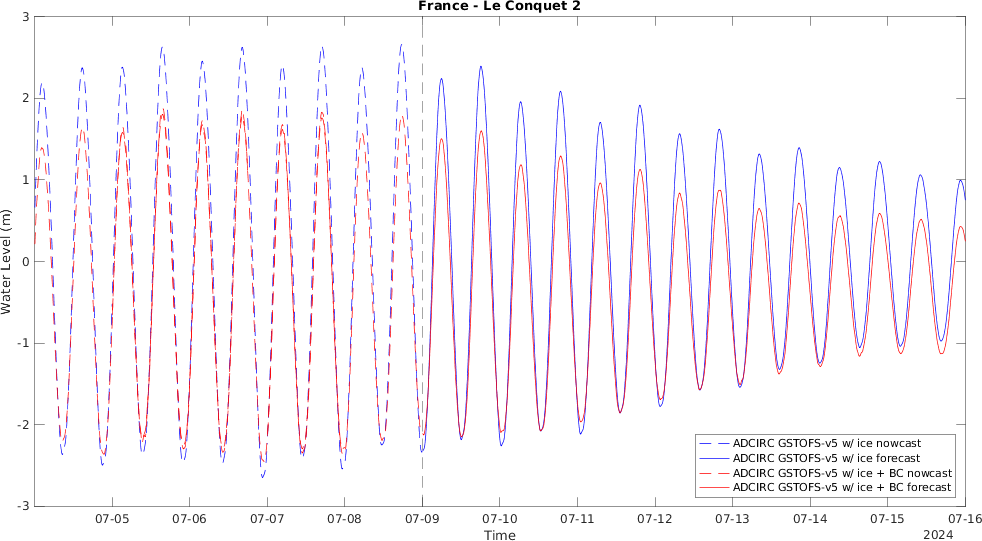 France - Le Conquet 2
3
2
1
0
-1
-2
-3
Water Level (m)
07-05
07-06
07-07
07-08
07-09
07-10
07-11
07-12
07-13
07-14
07-15
07-16
Time
2024
ADCIRC GSTOFS-v5 w/ ice nowcast
ADCIRC GSTOFS-v5 w/ ice forecast
ADCIRC GSTOFS-v5 w/ ice + BC nowcast
ADCIRC GSTOFS-v5 w/ ice + BC forecast